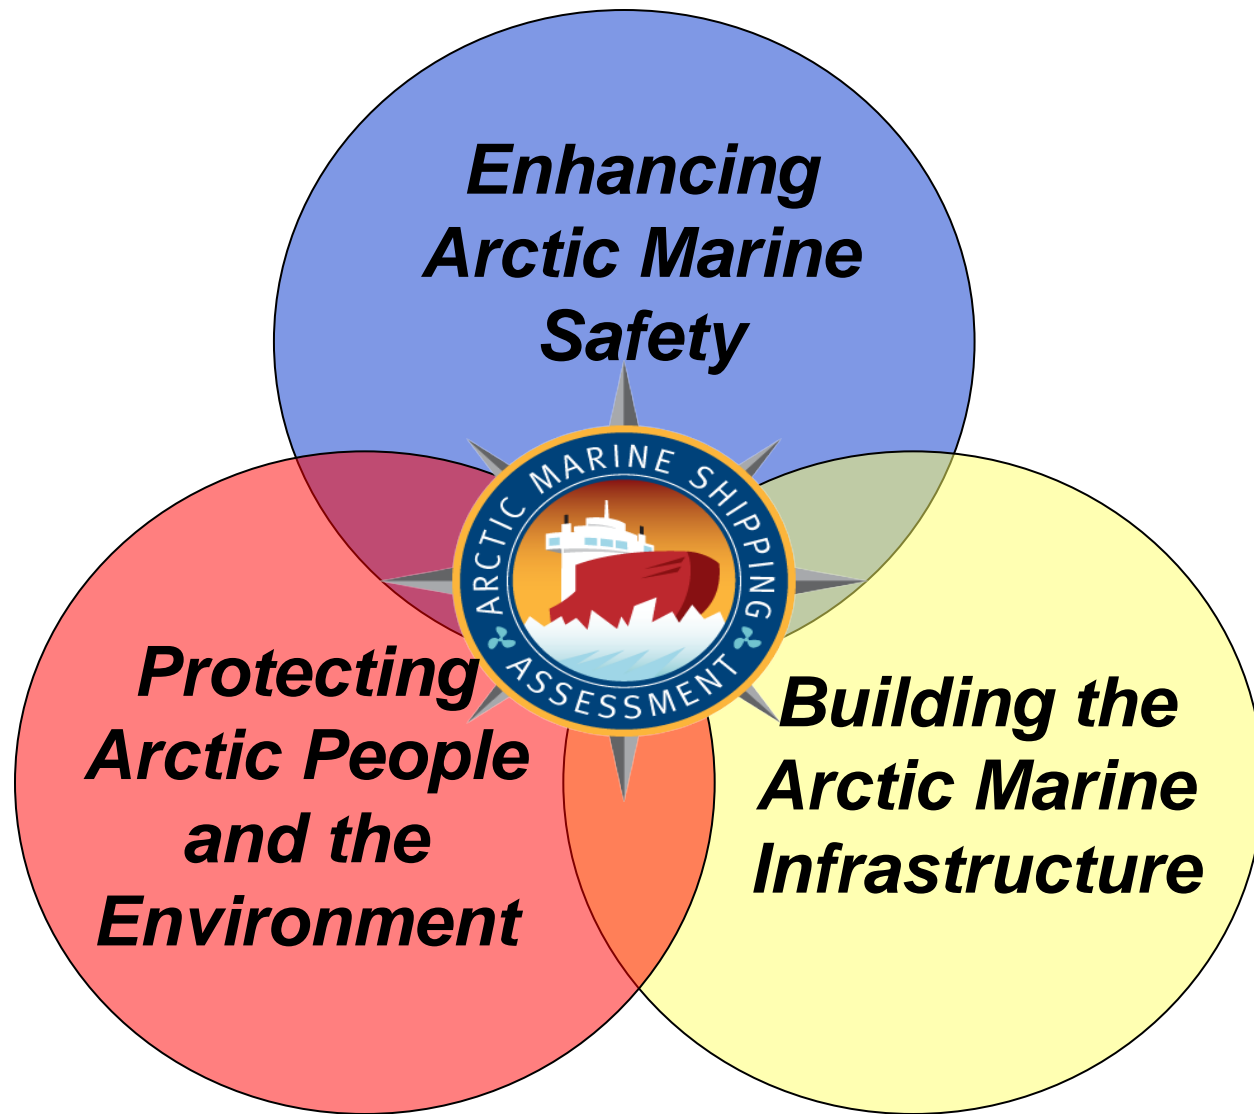 Enhancing
Arctic Marine
Safety
ARCTIC MARINE SHIPPING
ASSESSMENT
Protecting
Arctic People
and the
Environment
Building the
Arctic Marine
Infrastructure